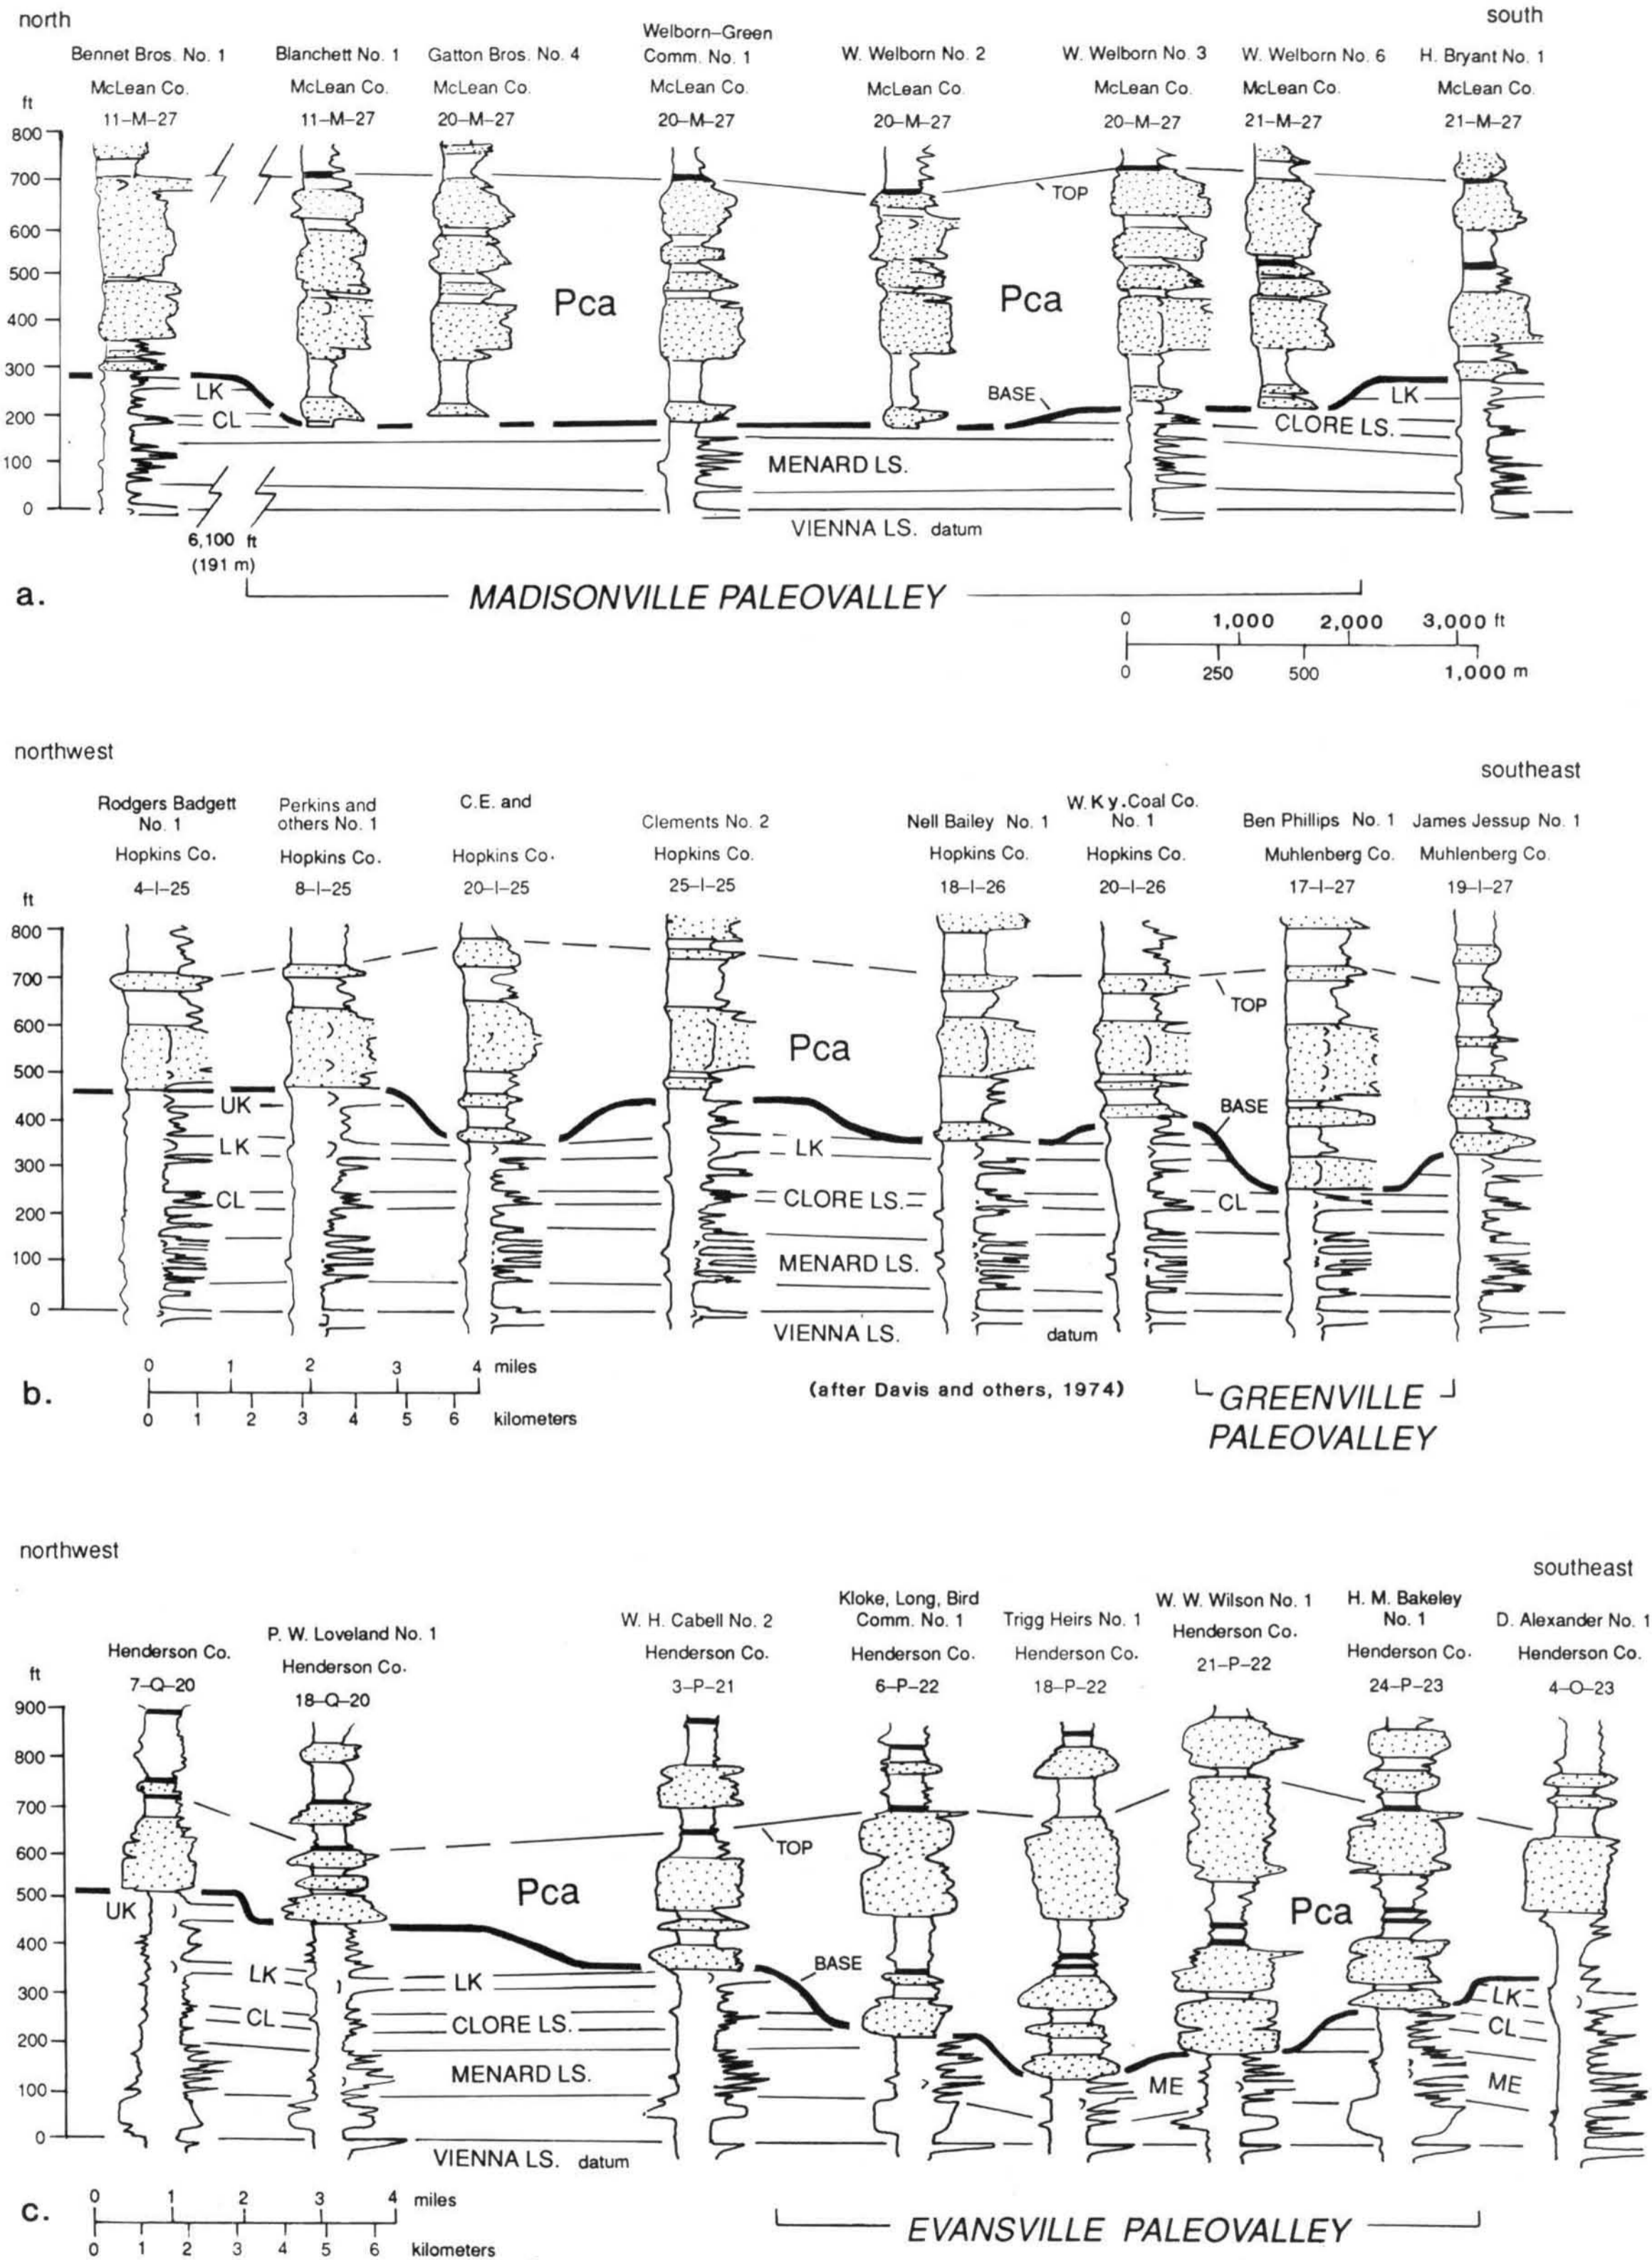 north
south
Bennet Bros. No. 1
McLean Co.
11-M-27
Blanchett No. 1
McLean Co.
11-M-27
Gatton Bros. No. 4
McLean Co.
20-M-27
Welborn-Green
Comm. No. 1
McLean Co.
20-M-27
W. Welborn No. 2
McLean Co.
20-M-27
W. Welborn No. 3
McLean Co.
20-M-27
W. Welborn No. 6
McLean Co.
21-M-27
H. Bryant No. 1
McLean Co.
21-M-27
ft
800
700
600
500
400
300
200
100
0
TOP
Pca
Pca
BASE
LK
CL
LK
CLORE LS.
MENARD LS.
VIENNA LS. datum
6,100 ft
(191 m)
a.
MADISONVILLE PALEOVALLEY
0 1,000 2,000 3,000 ft
0 250 500 1,000 m
northwest
southeast
Rodgers Badgett
No. 1
Hopkins Co.
4-I-25
Perkins and
others No. 1
Hopkins Co.
8-I-25
C.E. and
Hopkins Co.
20-I-25
Clements No. 2
Hopkins Co.
25-I-25
Nell Bailey No. 1
Hopkins Co.
18-I-26
W.Ky.Coal Co.
No. 1
Hopkins Co.
20-I-26
Ben Phillips No. 1
Muhlenberg Co.
17-I-27
James Jessup No. 1
Muhlenberg Co.
19-I-27
ft
800
700
600
500
400
300
200
100
0
TOP
Pca
BASE
UK
LK
LK
CL
CLORE LS.
CL
MENARD LS.
VIENNA LS. datum
0 1 2 3 4 miles
0 1 2 3 4 5 6 kilometers
b.
(after Davis and others, 1974)
GREENVILLE
PALEOVALLEY
northwest
southeast
Henderson Co.
7-Q-20
P. W. Loveland No. 1
Henderson Co.
18-Q-20
W. H. Cabell No. 2
Henderson Co.
3-P-21
Kloke, Long, Bird
Comm. No. 1
Henderson Co.
6-P-22
Trigg Heirs No. 1
Henderson Co.
18-P-22
W. W. Wilson No. 1
Henderson Co.
21-P-22
H. M. Bakeley
No. 1
Henderson Co.
24-P-23
D. Alexander No. 1
Henderson Co.
4-O-23
ft
900
800
700
600
500
400
300
200
100
0
TOP
Pca
Pca
UK
BASE
LK
LK
LK
CL
CLORE LS.
CL
MENARD LS.
ME
ME
VIENNA LS. datum
c.
0 1 2 3 4 miles
0 1 2 3 4 5 6 kilometers
EVANSVILLE PALEOVALLEY